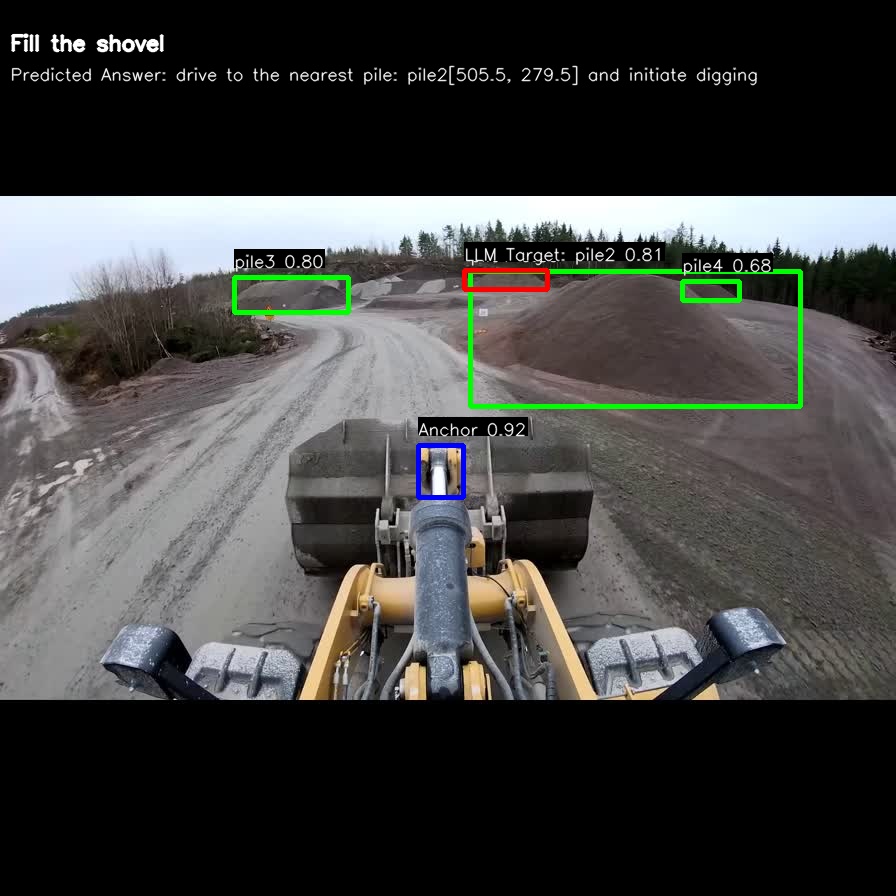 Fill the shovel
Predicted Answer: drive to the nearest pile: pile2[505.5, 279.5] and initiate digging
pile3 0.80
LLM Target: pile2 0.81
pile4 0.68
Anchor 0.92